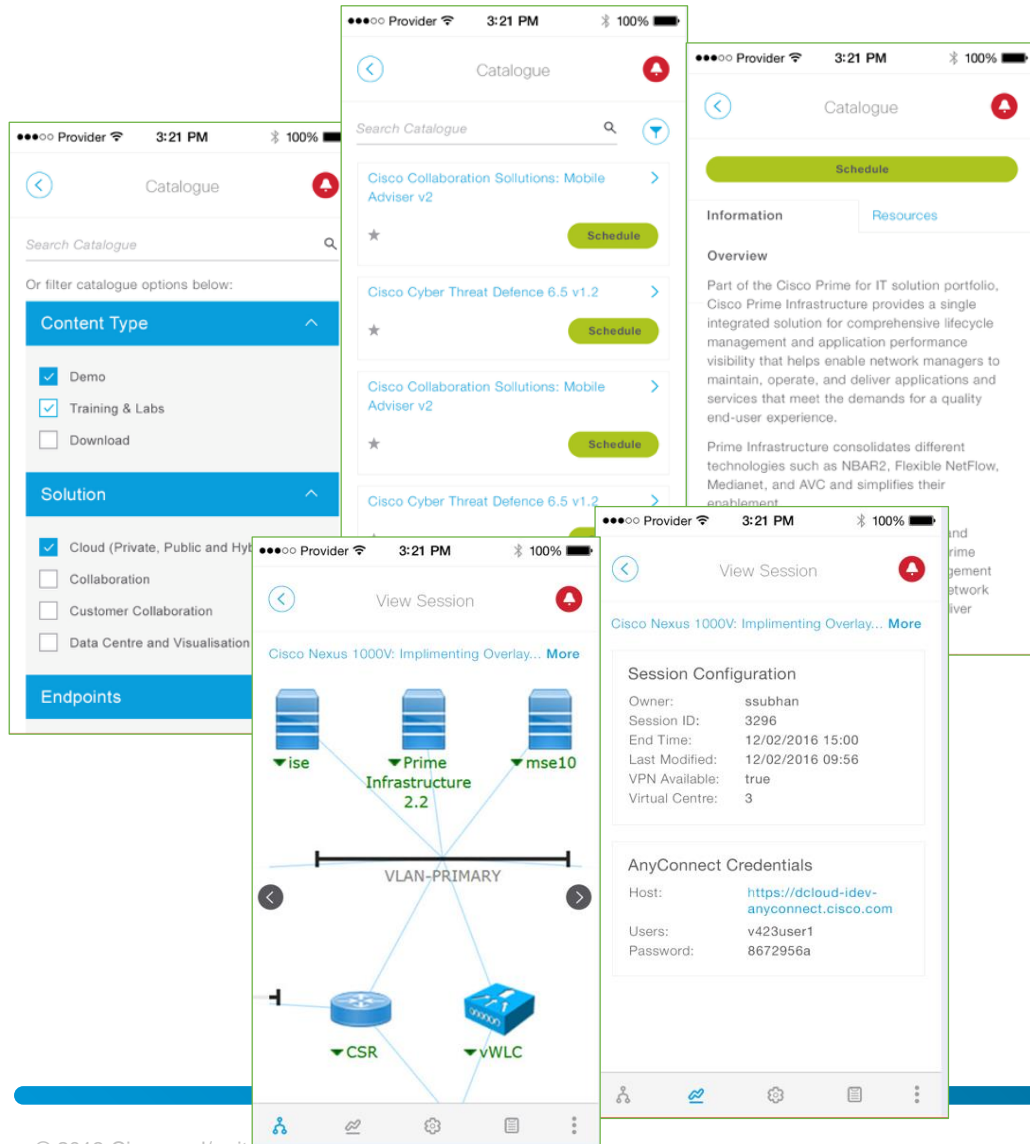 Provider 3:21 PM 100%
Catalogue
Search Catalogue
Or filter catalogue options below:
Content Type
Demo
Training & Labs
Download
Solution
Cloud (Private, Public and Hyb
Collaboration
Customer Collaboration
Data Centre and Visualisation
Endpoints
Provider 3:21 PM 100%
Catalogue
Search Catalogue
Cisco Collaboration Sollutions: Mobile
Adviser v2
Schedule
Cisco Cyber Threat Defence 6.5 v1.2
Schedule
Cisco Collaboration Sollutions: Mobile
Adviser v2
Schedule
Cisco Cyber Threat Defence 6.5 v1.2
Provider 3:21 PM 100%
Catalogue
Schedule
Information Resources
Overview
Part of the Cisco Prime for IT solution portfolio,
Cisco Prime Infrastructure provides a single
integrated solution for comprehensive lifecycle
management and application performance
visibility that helps enable network managers to
maintain, operate, and deliver applications and
services that meet the demands for a quality
end-user experience.
Prime Infrastructure consolidates different
technologies such as NBAR2, Flexible NetFlow,
Medianet, and AVC and simplifies their
enablement
Provider 3:21 PM 100%
View Session
Cisco Nexus 1000V: Implimenting Overlay... More
ise
Prime
Infrastructure
2.2
mse10
VLAN-PRIMARY
CSR
vWLC
Provider 3:21 PM 100%
View Session
Cisco Nexus 1000V: Implimenting Overlay... More
Session Configuration
Owner: ssubhan
Session ID: 3296
End Time: 12/02/2016 15:00
Last Modified: 12/02/2016 09:56
VPN Available: true
Virtual Centre: 3
AnyConnect Credentials
Host: https://dcloud-idev-
anyconnect.cisco.com
Users: v423user1
Password: 8672956a